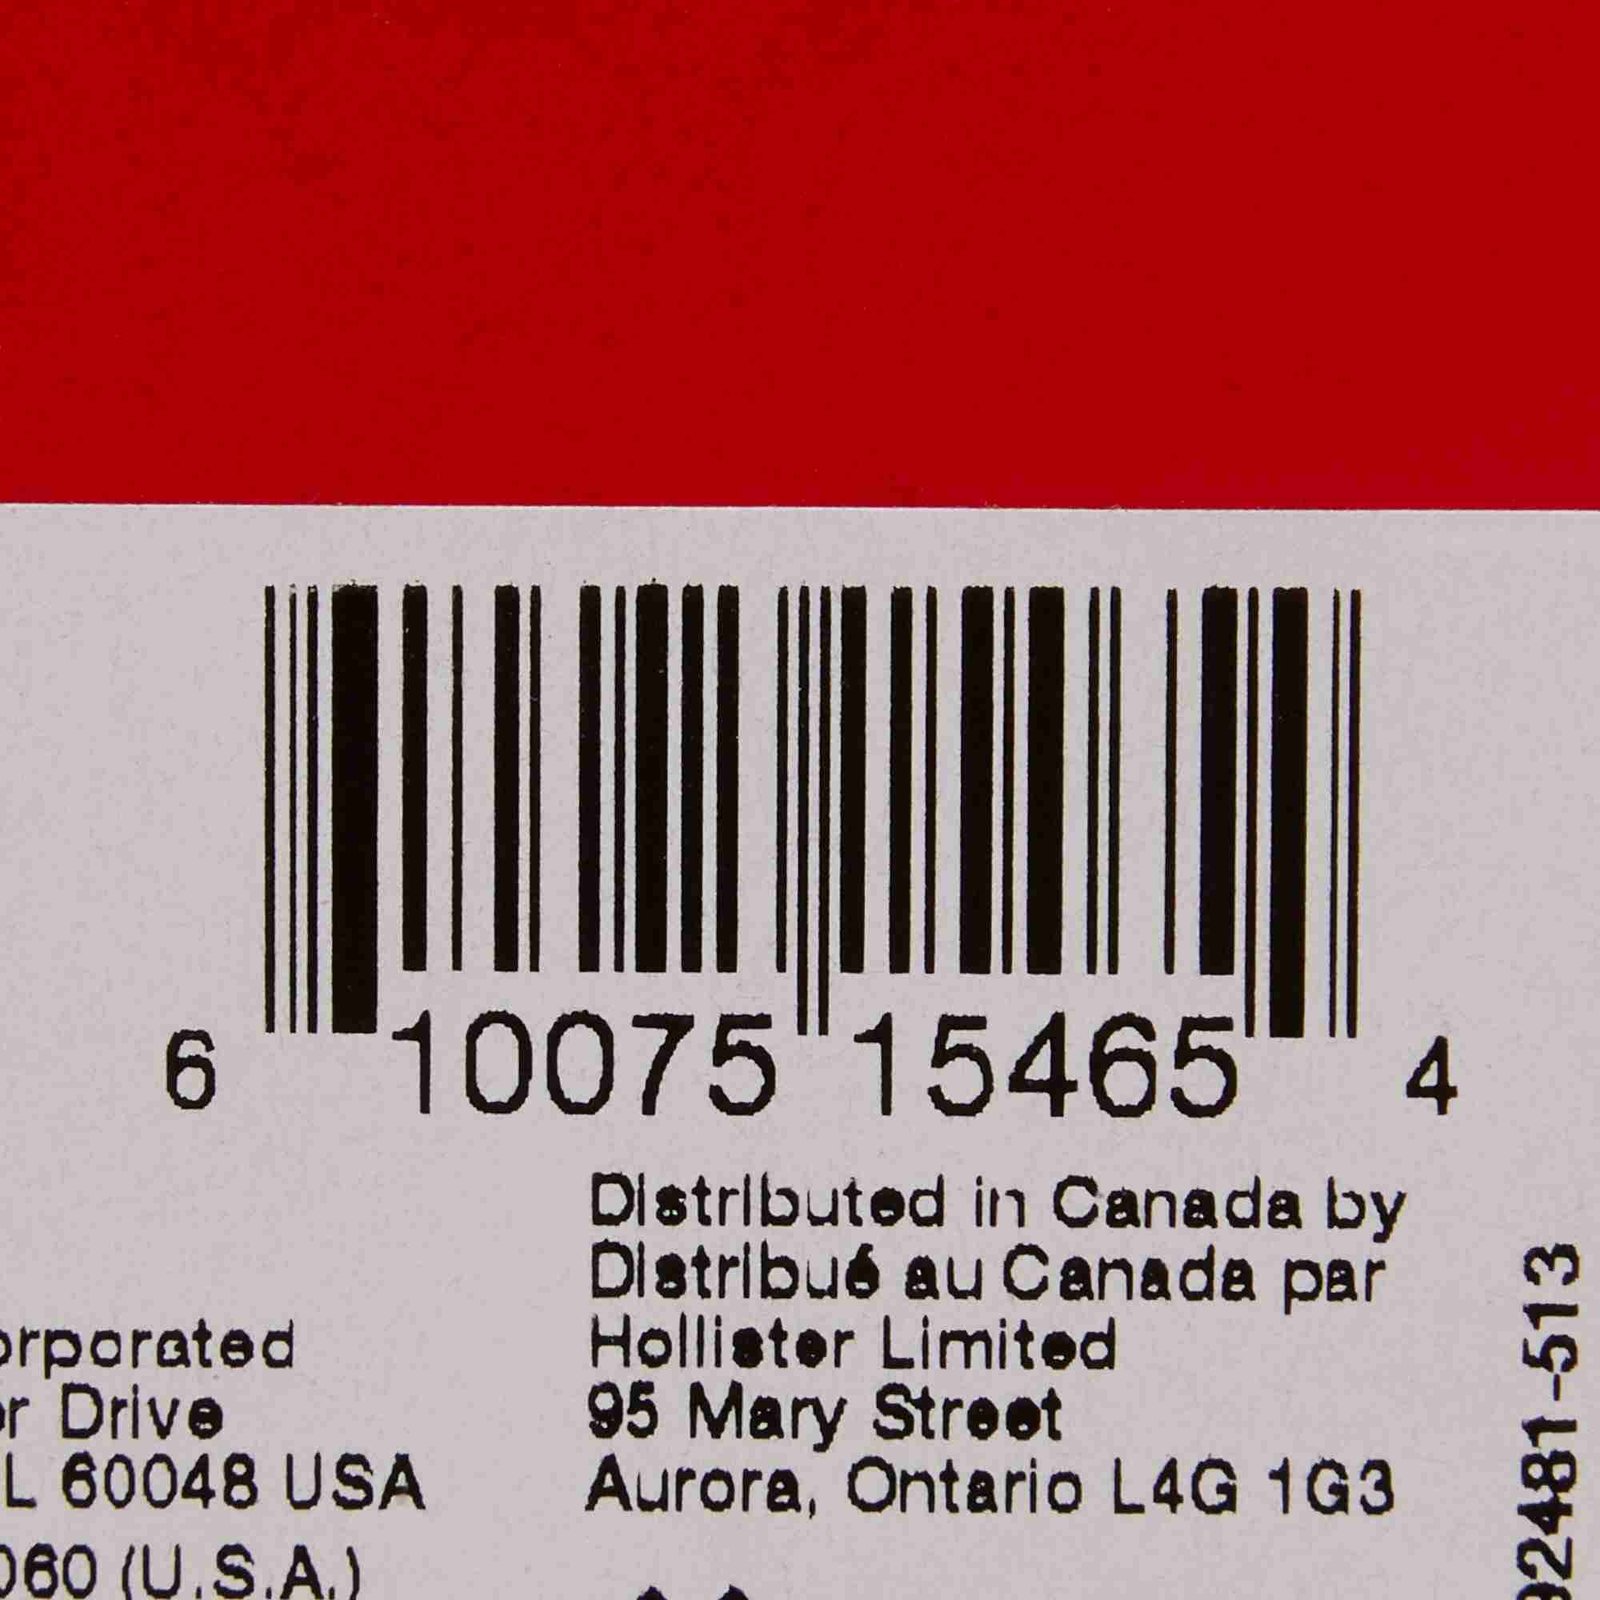 6 10075 15465 4
Distributed in Canada by
Distribué au Canada par
Hollister Limited
95 Mary Street
Aurora, Ontario L4G 1G3
orporated
r Drive
L 60048 USA
060 (U.S.A.)
2481-513